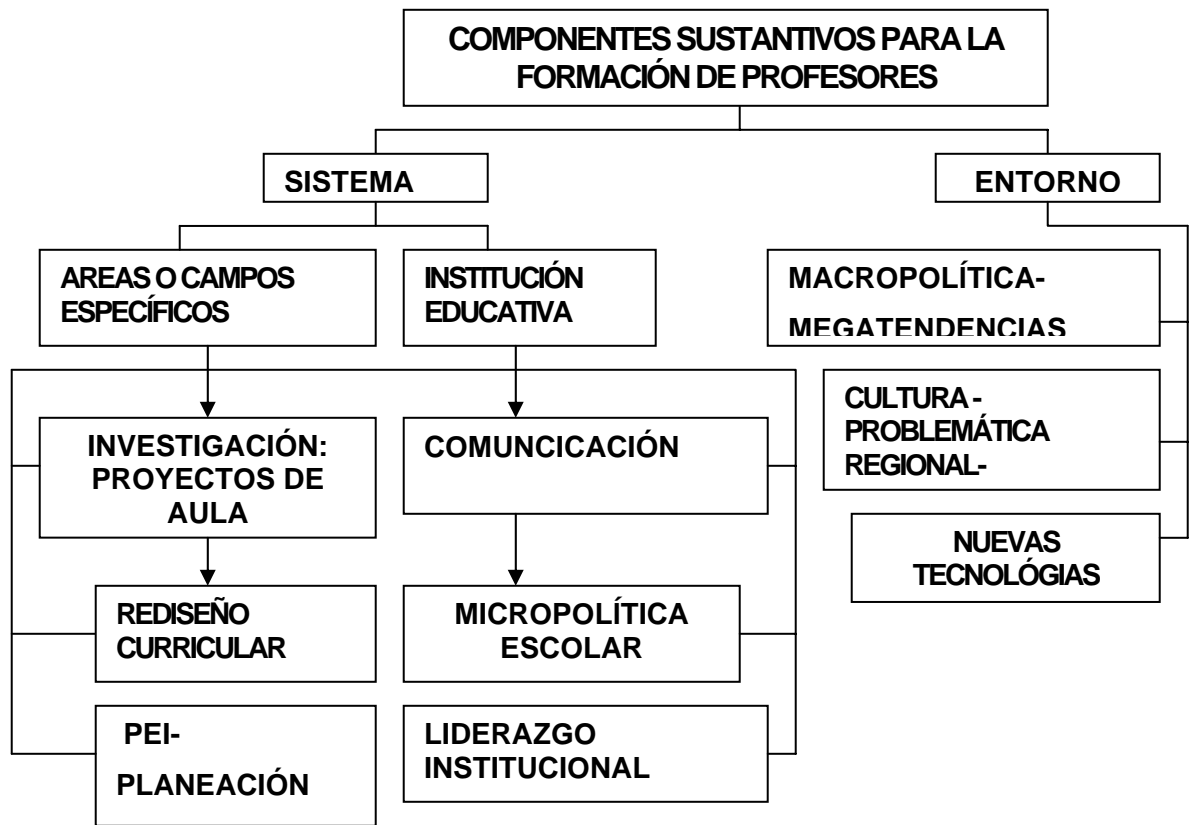 COMPONENTES SUSTANTIVOS PARA LA
FORMACIÓN DE PROFESORES
SISTEMA
ENTORNO
AREAS O CAMPOS
ESPECÍFICOS
INSTITUCIÓN
EDUCATIVA
MACROPOLÍTICA-
MEGATENDENCIAS
INVESTIGACIÓN:
PROYECTOS DE
AULA
COMUNCICACIÓN
CULTURA -
PROBLEMÁTICA
REGIONAL-
NUEVAS
TECNOLÓGIAS
REDISEÑO
CURRICULAR
MICROPOLÍTICA
ESCOLAR
PEI-
PLANEACIÓN
LIDERAZGO
INSTITUCIONAL